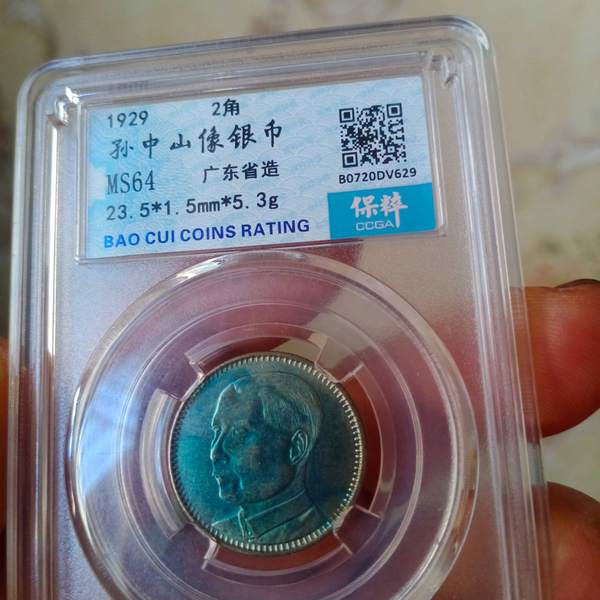 1929 2角
孙中山像银币
MS64 广东省造
B0720DV629
23.5*1.5mm*5.3g
保粹
CCGA
BAO CUI COINS RATING